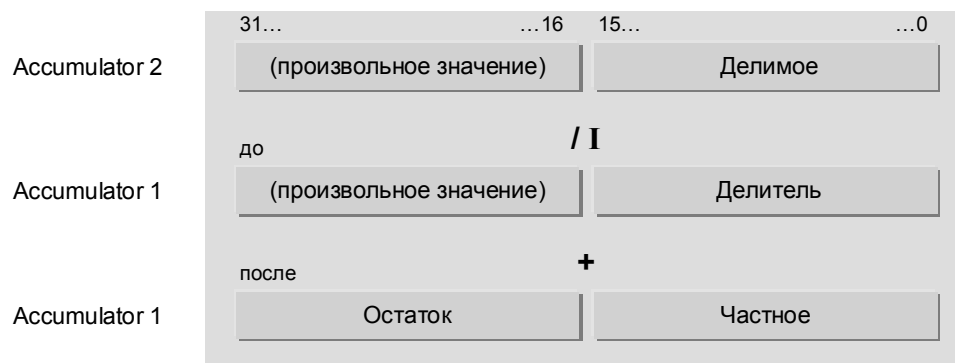 31… …16 15… …0
Accumulator 2 (произвольное значение) Делимое
до / I
Accumulator 1 (произвольное значение) Делитель
после +
Accumulator 1 Остаток Частное